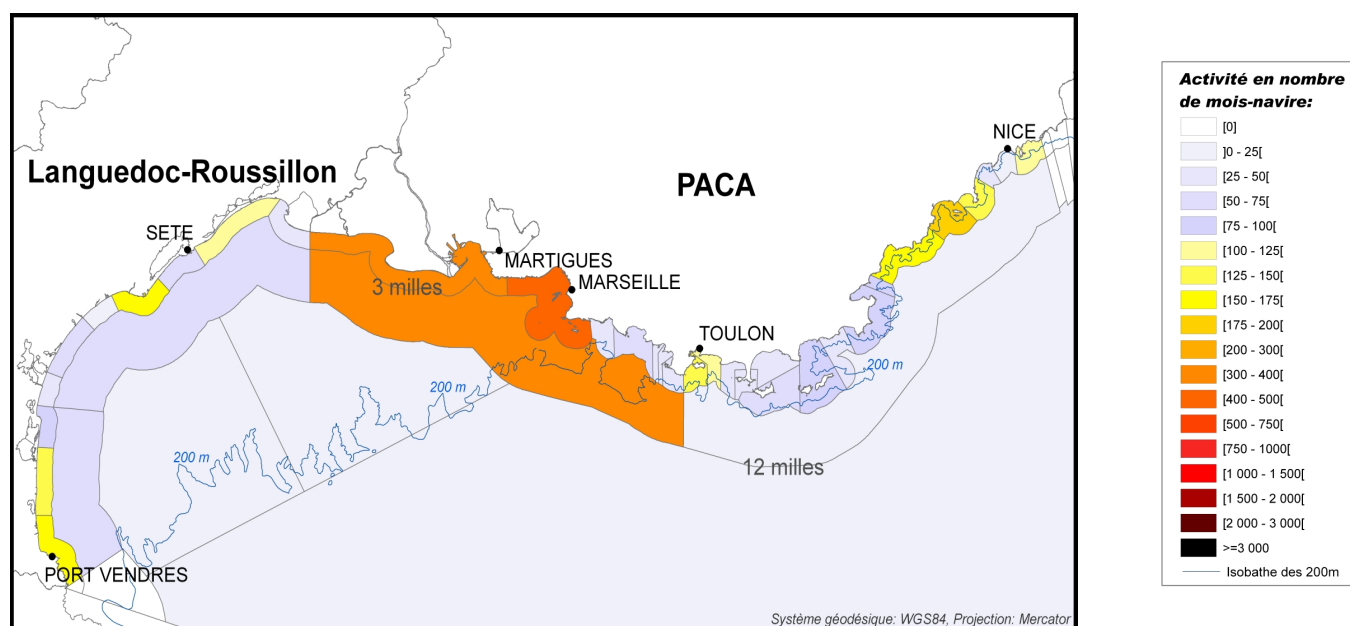 NICE
Languedoc-Roussillon
PACA
SETE
MARTIGUES
3 milles
MARSEILLE
TOULON
200 m
200 m
200 m
12 milles
PORT VENDRES
Système géodésique: WGS84, Projection: Mercator
Activité en nombre
de mois-navire:
[0]
]0 - 25[
[25 - 50[
[50 - 75[
[75 - 100[
[100 - 125[
[125 - 150[
[150 - 175[
[175 - 200[
[200 - 300[
[300 - 400[
[400 - 500[
[500 - 750[
[750 - 1000[
[1 000 - 1 500[
[1 500 - 2 000[
[2 000 - 3 000[
>=3 000
Isobathe des 200m